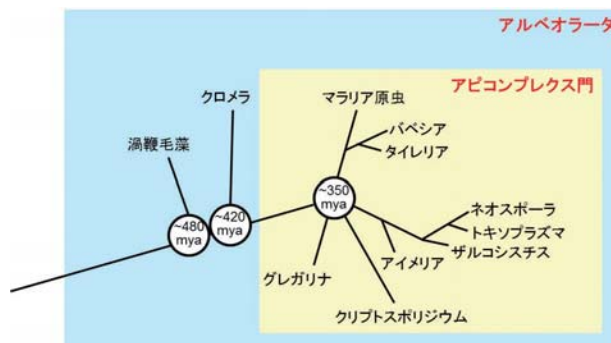 アルベオラータ
アピコンプレクス門
クロメラ
マラリア原虫
バベシア
タイレリア
渦鞭毛藻
~350
mya
~420
mya
~480
mya
ネオスポーラ
トキソプラズマ
ザルコシスチス
アイメリア
グレガリナ
クリプトスポリジウム